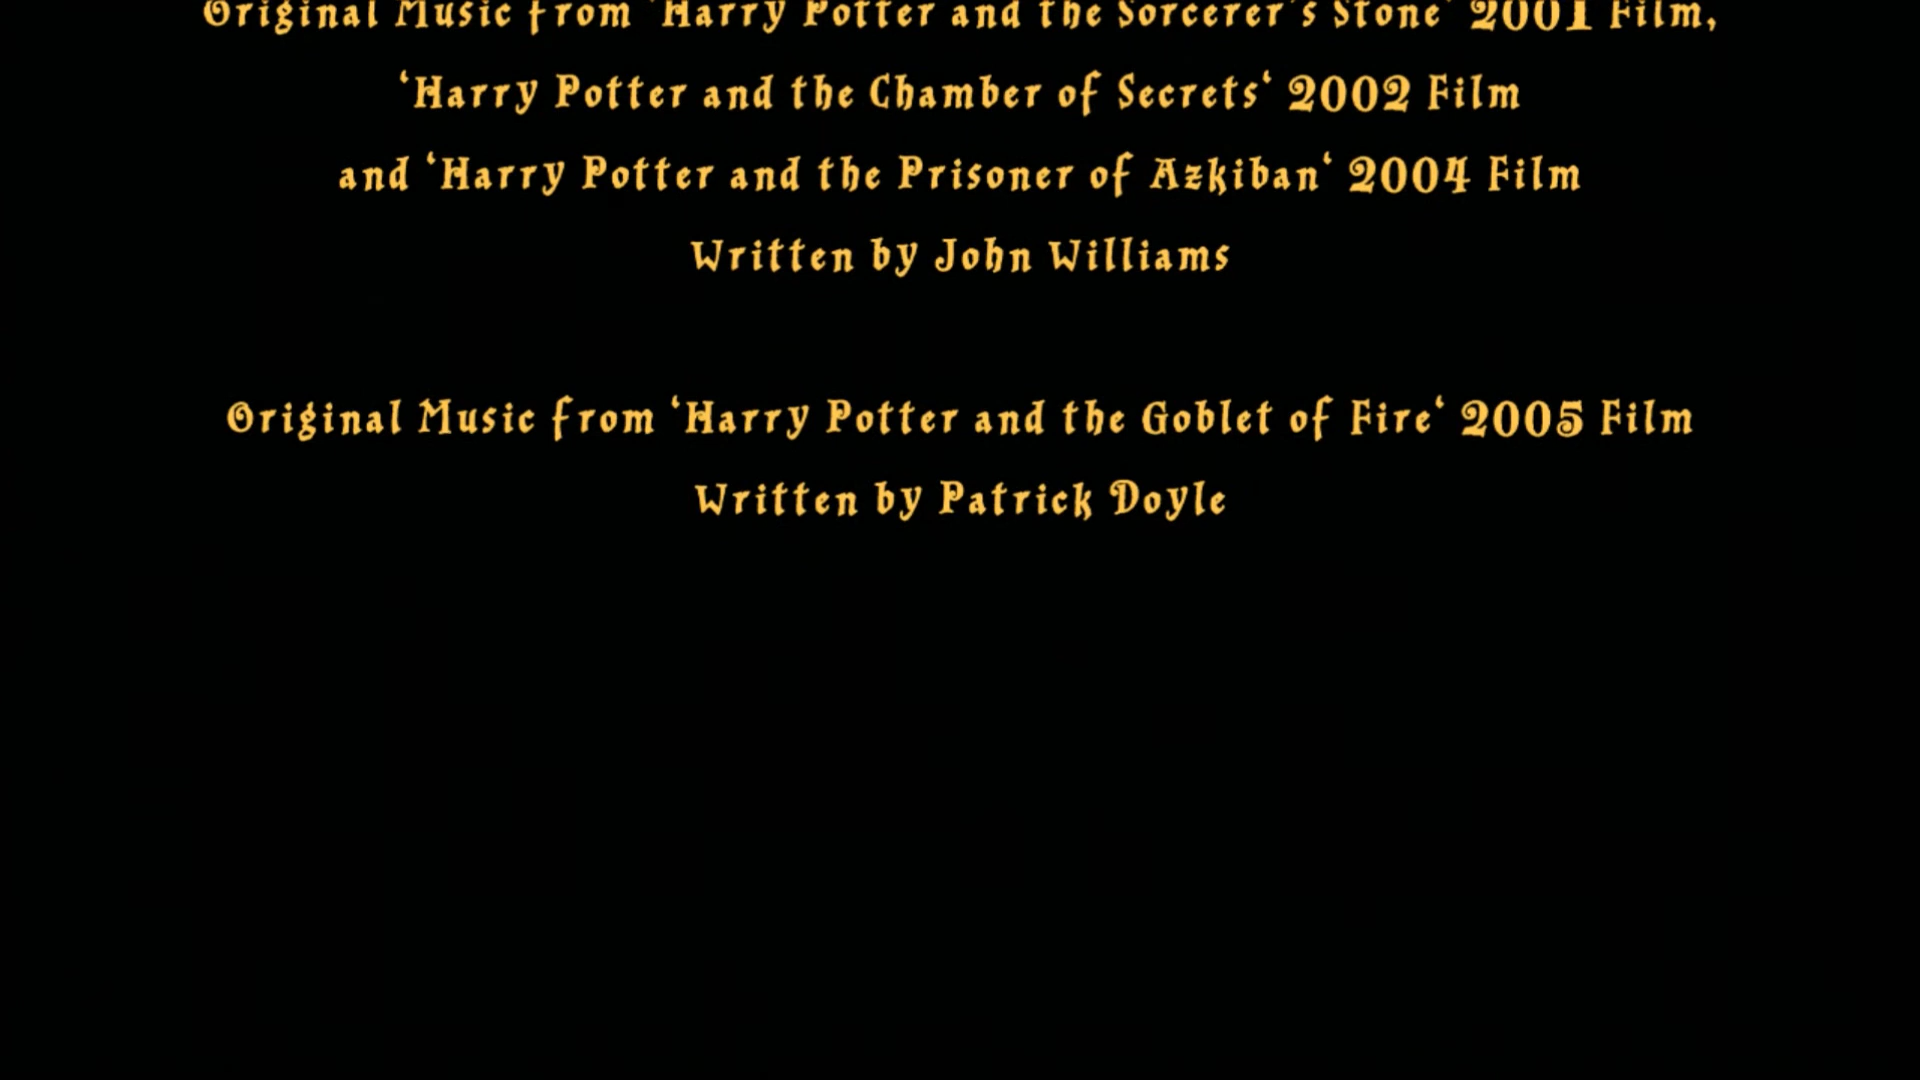 Original Music from ‘Harry Potter and the Sorcerer's Stone‘ 2001 Film,
‘Harry Potter and the Chamber of Secrets‘ 2002 Film
and ‘Harry Potter and the Prisoner of Azkiban‘ 2004 Film
Written by John Williams
Original Music from ‘Harry Potter and the Goblet of Fire‘ 2005 Film
Written by Patrick Doyle